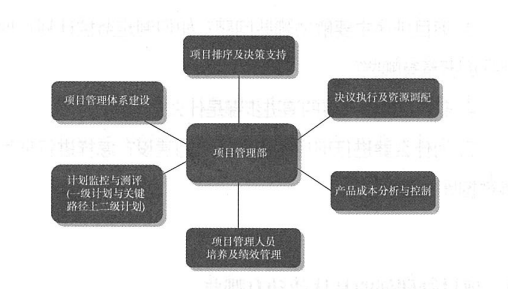 项目排序及决策支持
项目管理体系建设
决议执行及资源调配
项目管理部
计划监控与测评
(一级计划与关键
路径上二级计划)
产品成本分析与控制
项目管理人员
培养及绩效管理